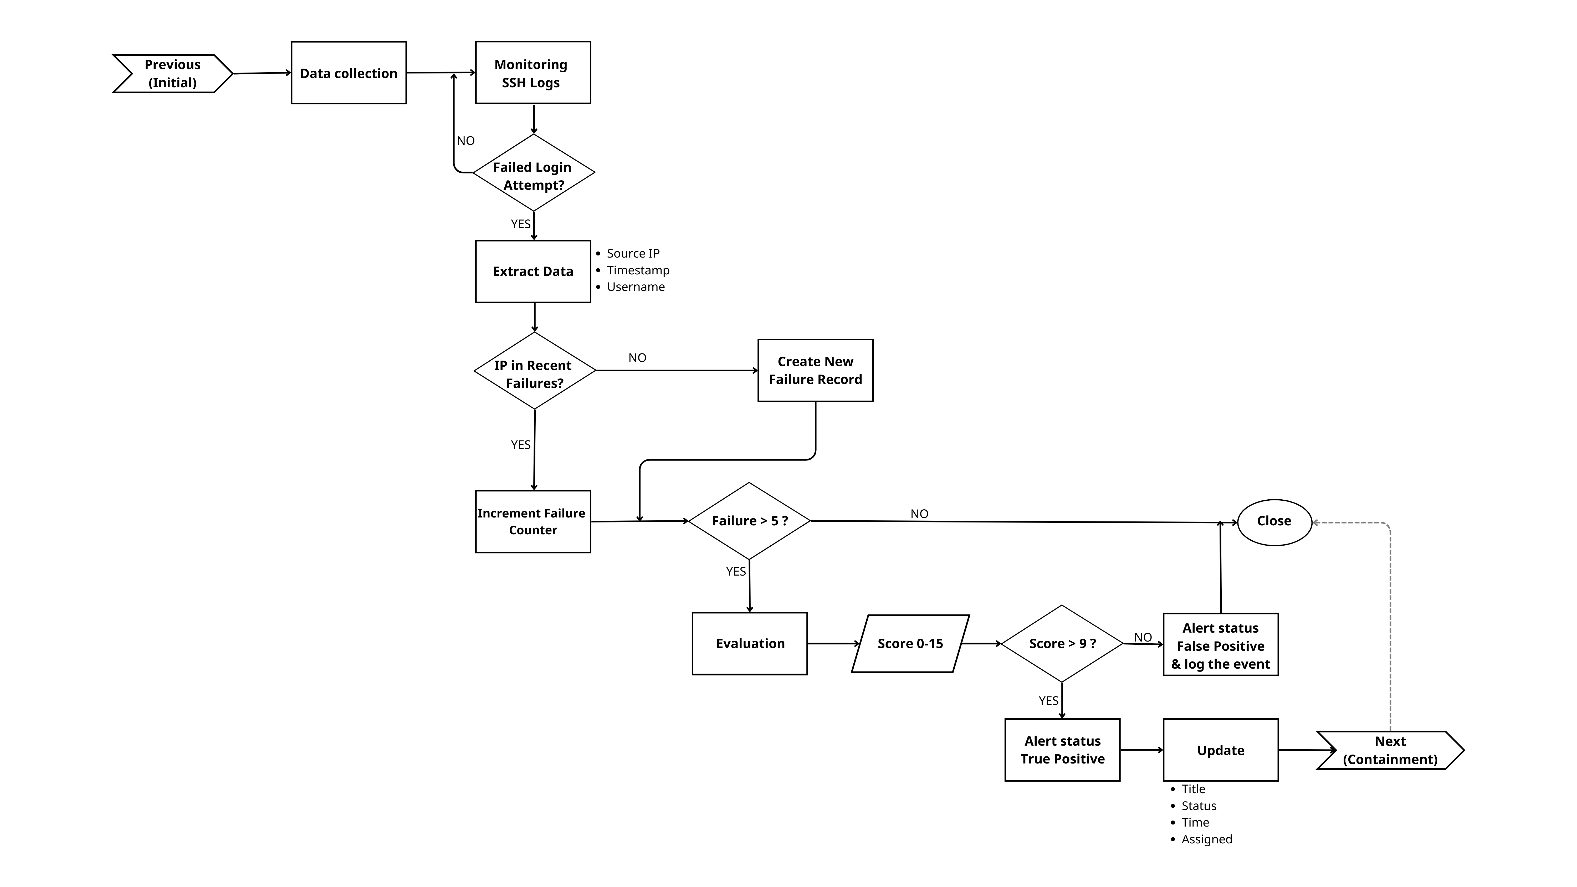 Previous
(Initial)
Data collection
Monitoring
SSH Logs
NO
Failed Login
Attempt?
YES
Extract Data
• Source IP
• Timestamp
• Username
IP in Recent
Failures?
NO
Create New
Failure Record
YES
Increment Failure
Counter
Failure > 5 ?
NO
Close
YES
Evaluation
Score 0-15
Score > 9 ?
NO
Alert status
False Positive
& log the event
YES
Alert status
True Positive
Update
• Title
• Status
• Time
• Assigned
Next
(Containment)